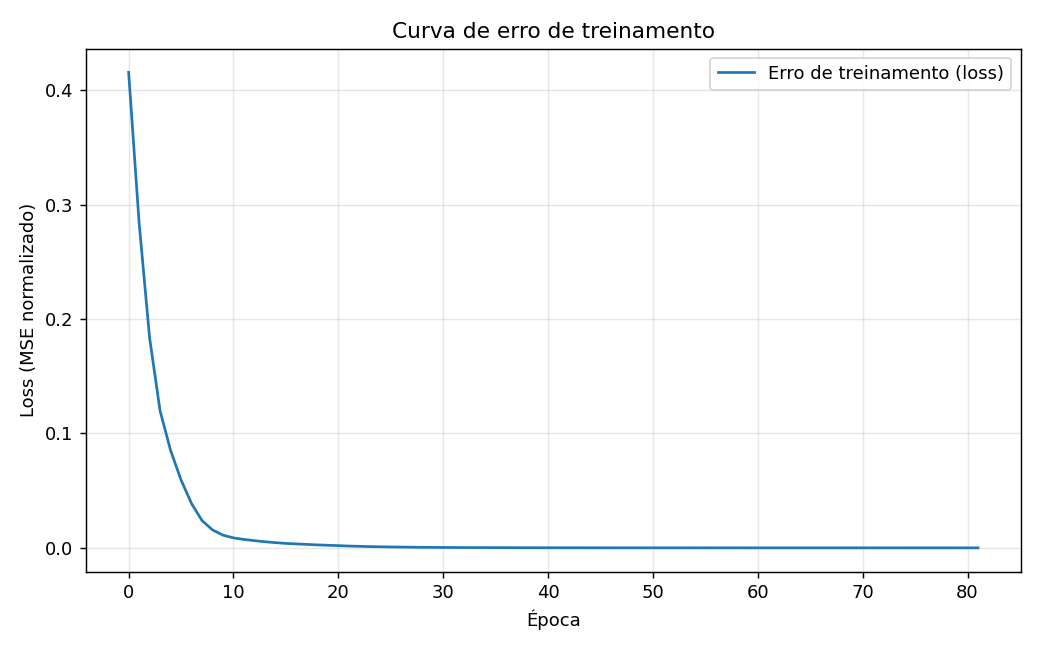 Curva de erro de treinamento
Erro de treinamento (loss)
Loss (MSE normalizado)
0.4
0.3
0.2
0.1
0.0
0 10 20 30 40 50 60 70 80
Época